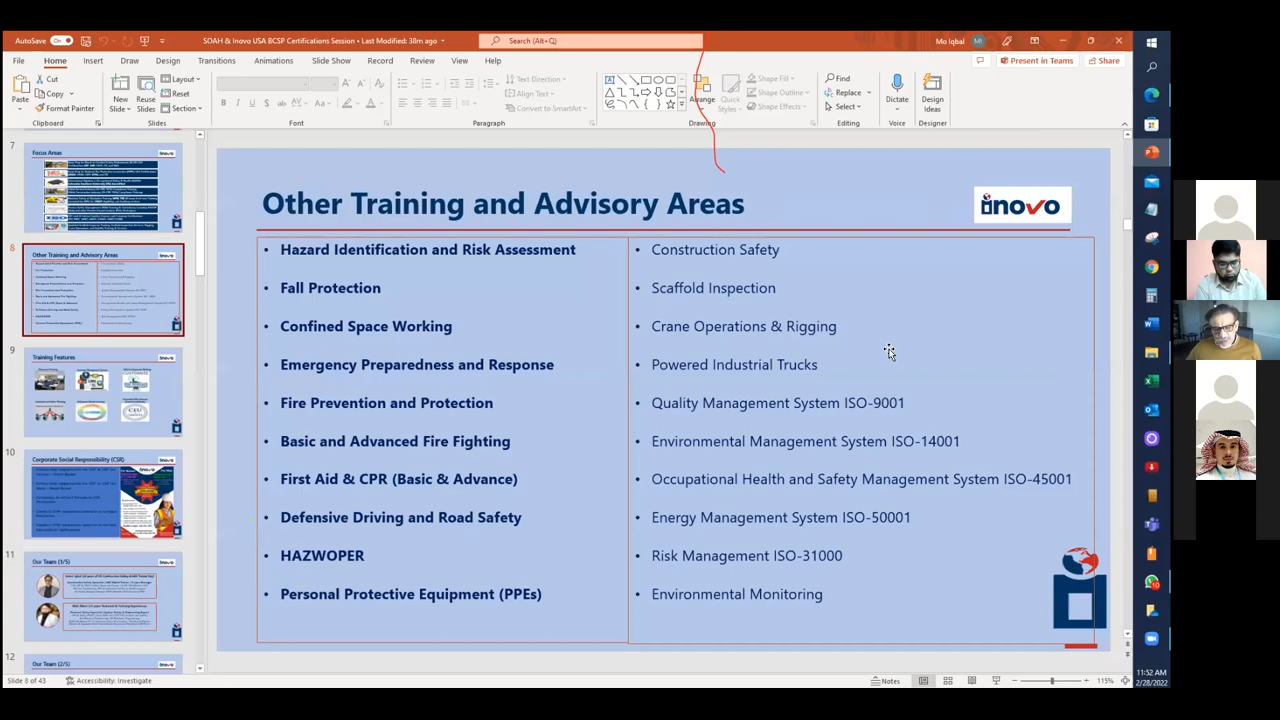 AutoSave On
SOAH & Inovo USA BCSP Certifications Session • Last Modified: 38m ago
Search (Alt+Q)
Mo Iqbal MI
File Home Insert Draw Design Transitions Animations Slide Show Record Review View Help
Present in Teams Share
Paste
Cut
Copy
Format Painter
New Slide
Reuse Slides
Layout
Reset
Section
Text Direction
Align Text
Convert to SmartArt
Arrange
Quick Styles
Shape Fill
Shape Outline
Shape Effects
Find
Replace
Select
Dictate
Design Ideas
Clipboard Slides Font Paragraph Drawing Editing Voice Designer
7
Focus Areas
8
Other Training and Advisory Areas
9
Training Features
10
Corporate Social Responsibility (CSR)
11
Our Team (1/5)
12
Our Team (2/5)
Other Training and Advisory Areas
inovo
• Hazard Identification and Risk Assessment
• Fall Protection
• Confined Space Working
• Emergency Preparedness and Response
• Fire Prevention and Protection
• Basic and Advanced Fire Fighting
• First Aid & CPR (Basic & Advance)
• Defensive Driving and Road Safety
• HAZWOPER
• Personal Protective Equipment (PPEs)
• Construction Safety
• Scaffold Inspection
• Crane Operations & Rigging
• Powered Industrial Trucks
• Quality Management System ISO-9001
• Environmental Management System ISO-14001
• Occupational Health and Safety Management System ISO-45001
• Energy Management System ISO-50001
• Risk Management ISO-31000
• Environmental Monitoring
Slide 8 of 43
Accessibility: Investigate
Notes
115%
11:52 AM
2/28/2022